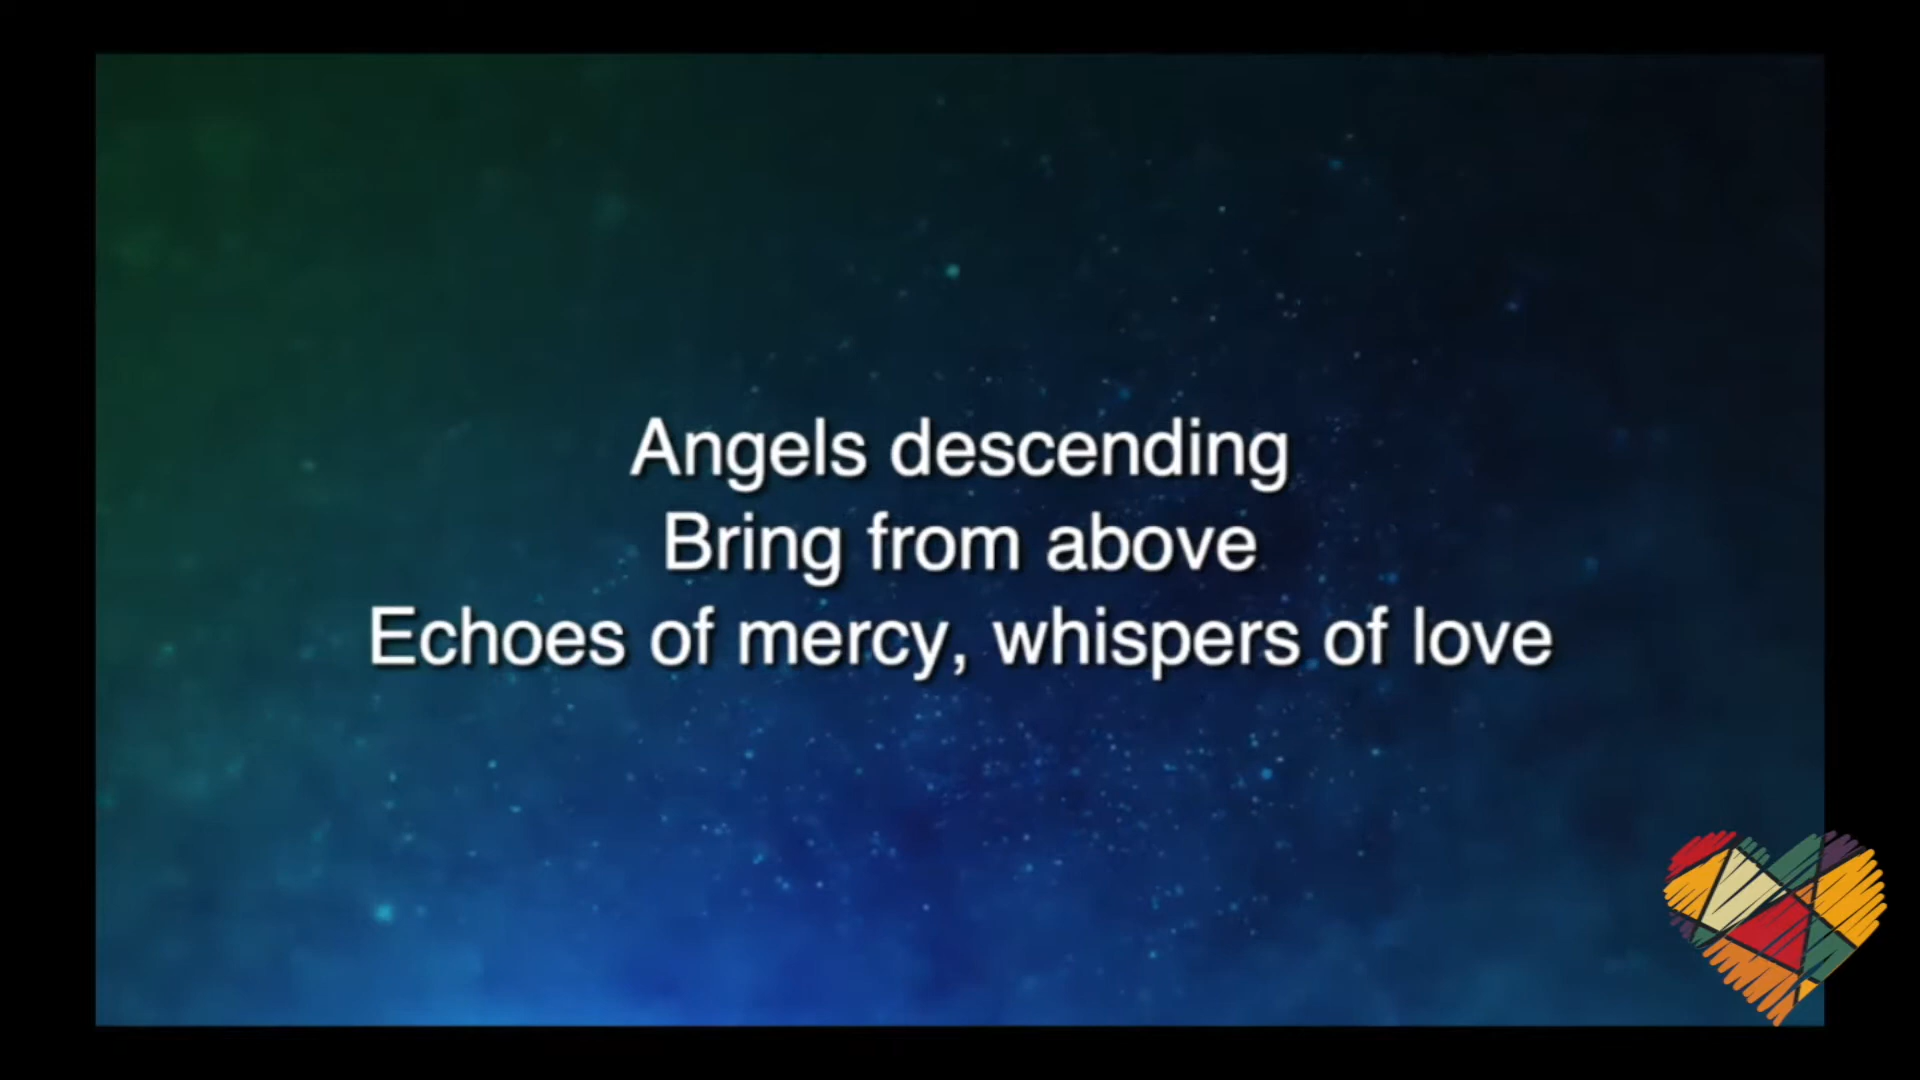 Angels descending
Bring from above
Echoes of mercy, whispers of love